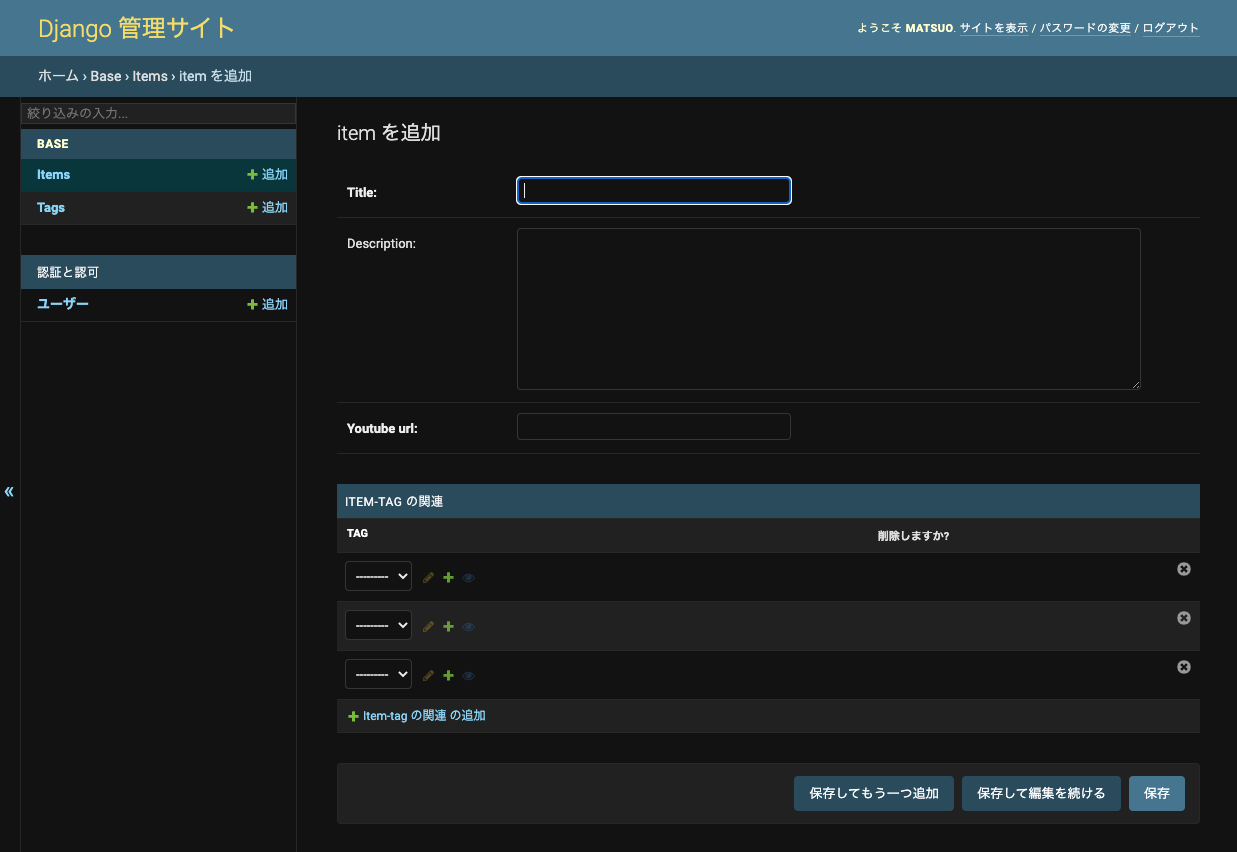 Django 管理サイト
ようこそ MATSUO. サイトを表示 / パスワードの変更 / ログアウト
ホーム › Base › Items › item を追加
絞り込みの入力...
BASE
Items 追加
Tags 追加
認証と認可
ユーザー 追加
«
item を追加
Title:
Description:
Youtube url:
ITEM-TAG の関連
TAG 削除しますか?
---------
---------
---------
Item-tag の関連 の追加
保存してもう一つ追加 保存して編集を続ける 保存